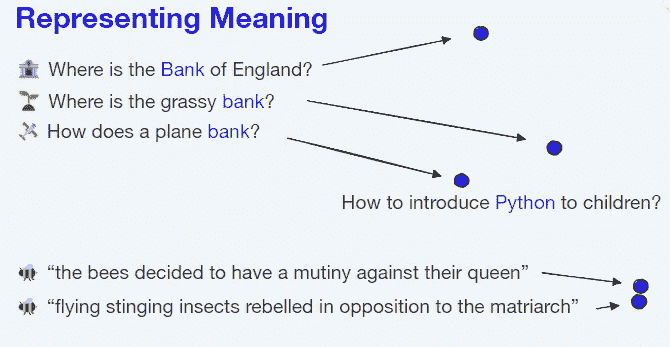 Representing Meaning
Where is the Bank of England?
Where is the grassy bank?
How does a plane bank?
How to introduce Python to children?
“the bees decided to have a mutiny against their queen”
“flying stinging insects rebelled in opposition to the matriarch”